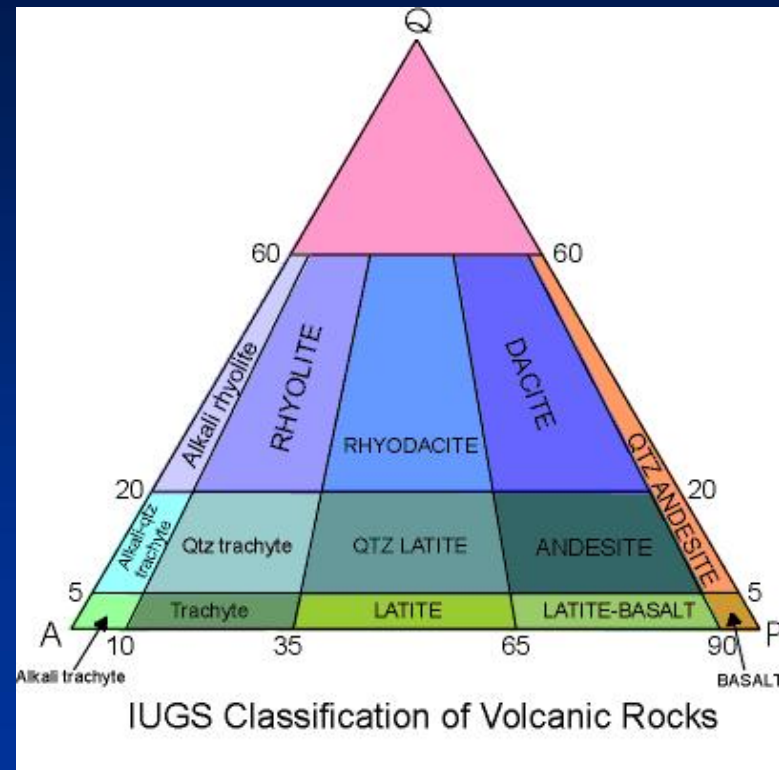 Q
60 60
Alkali rhyolite
RHYOLITE
RHYODACITE
DACITE
QTZ ANDESITE
20 20
Alkali-qtz
trachyte
Qtz trachyte
QTZ LATITE
ANDESITE
5 5
Trachyte
LATITE
LATITE-BASALT
A P
10 35 65 90
Alkali trachyte
BASALT
IUGS Classification of Volcanic Rocks